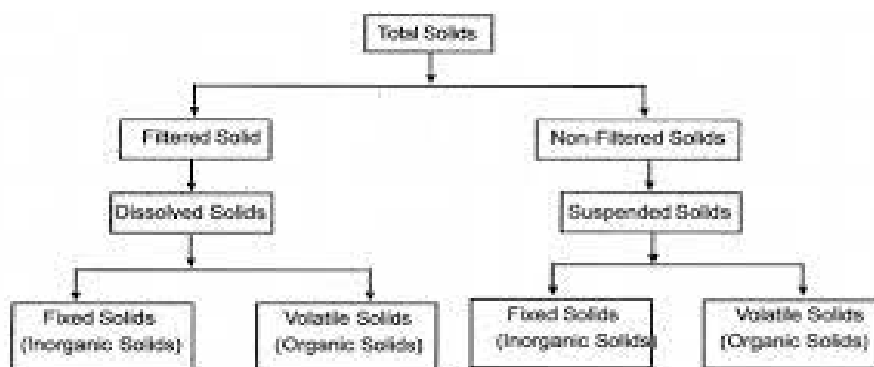 Total Solids
Filtered Solid
Non-Filtered Solids
Dissolved Solids
Suspended Solids
Fixed Solids
(Inorganic Solids)
Volatile Solids
(Organic Solids)
Fixed Solids
(Inorganic Solids)
Volatile Solids
(Organic Solids)